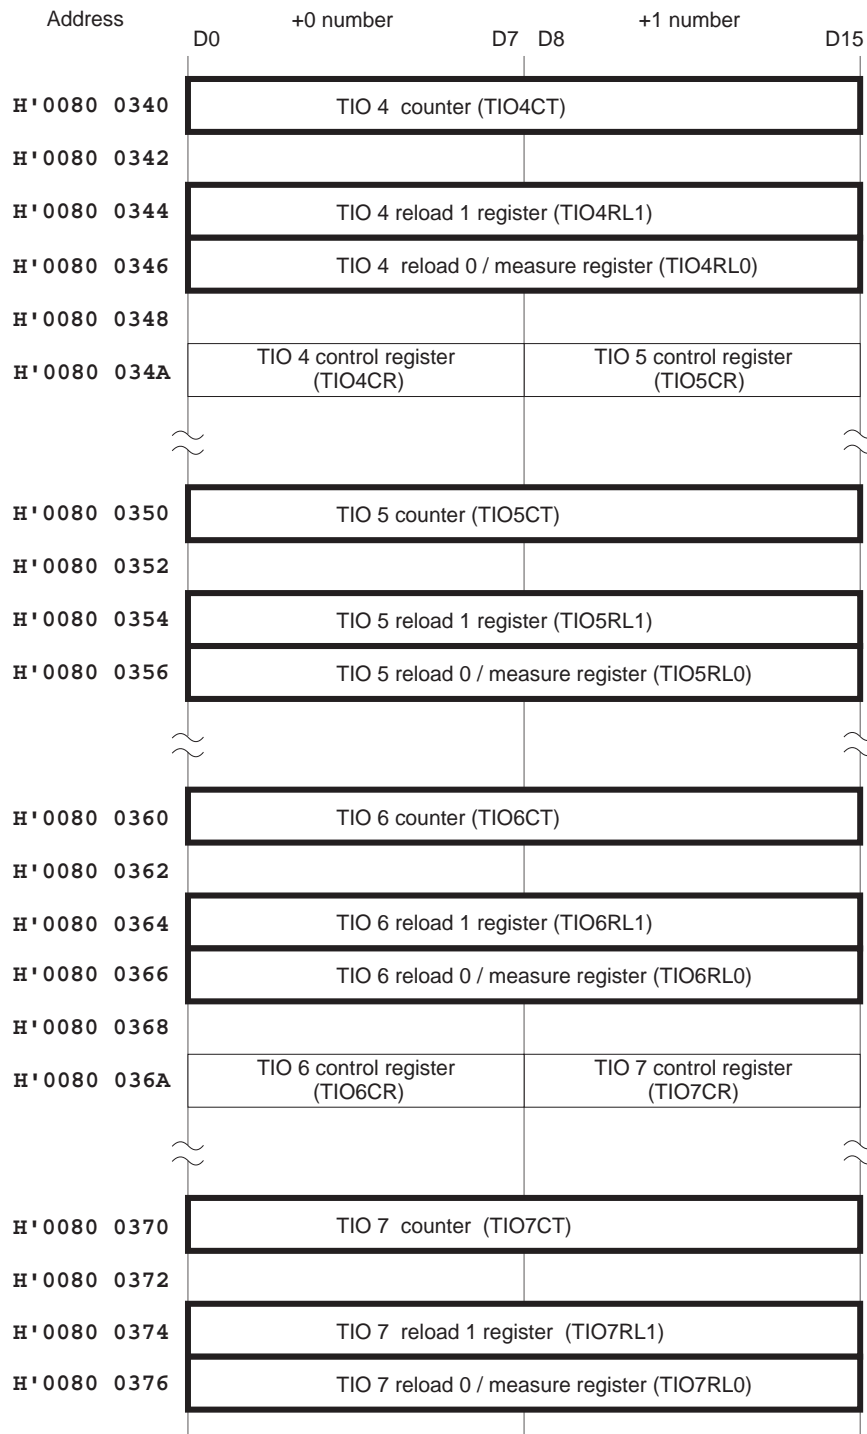 Address +0 number +1 number
D0 D7 D8 D15
H'0080 0340 TIO 4 counter (TIO4CT)
H'0080 0342
H'0080 0344 TIO 4 reload 1 register (TIO4RL1)
H'0080 0346 TIO 4 reload 0 / measure register (TIO4RL0)
H'0080 0348
H'0080 034A TIO 4 control register (TIO4CR) TIO 5 control register (TIO5CR)
H'0080 0350 TIO 5 counter (TIO5CT)
H'0080 0352
H'0080 0354 TIO 5 reload 1 register (TIO5RL1)
H'0080 0356 TIO 5 reload 0 / measure register (TIO5RL0)
H'0080 0360 TIO 6 counter (TIO6CT)
H'0080 0362
H'0080 0364 TIO 6 reload 1 register (TIO6RL1)
H'0080 0366 TIO 6 reload 0 / measure register (TIO6RL0)
H'0080 0368
H'0080 036A TIO 6 control register (TIO6CR) TIO 7 control register (TIO7CR)
H'0080 0370 TIO 7 counter (TIO7CT)
H'0080 0372
H'0080 0374 TIO 7 reload 1 register (TIO7RL1)
H'0080 0376 TIO 7 reload 0 / measure register (TIO7RL0)